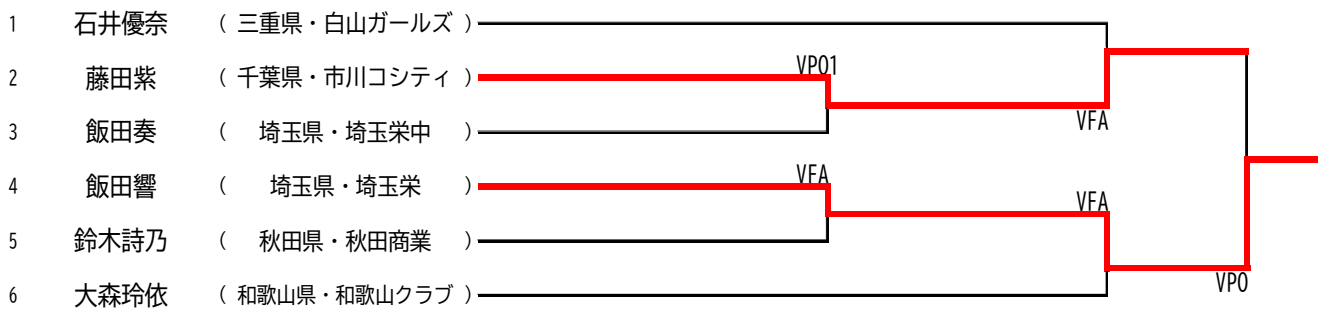 1 石井優奈 ( 三重県・白山ガールズ )
VPO1
2 藤田紫 ( 千葉県・市川コシティ )
VFA
3 飯田奏 ( 埼玉県・埼玉栄中 )
VFA
4 飯田響 ( 埼玉県・埼玉栄 )
VFA
5 鈴木詩乃 ( 秋田県・秋田商業 )
VPO
6 大森玲依 ( 和歌山県・和歌山クラブ )